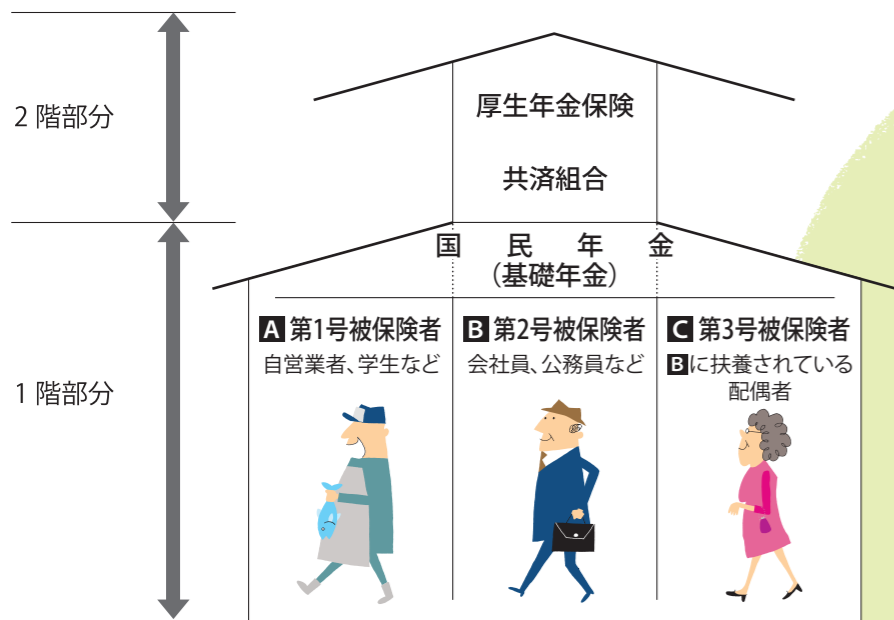 2階部分
厚生年金保険
共済組合
1階部分
国民年金
(基礎年金)
A 第1号被保険者
自営業者、学生など
B 第2号被保険者
会社員、公務員など
C 第3号被保険者
Bに扶養されている
配偶者